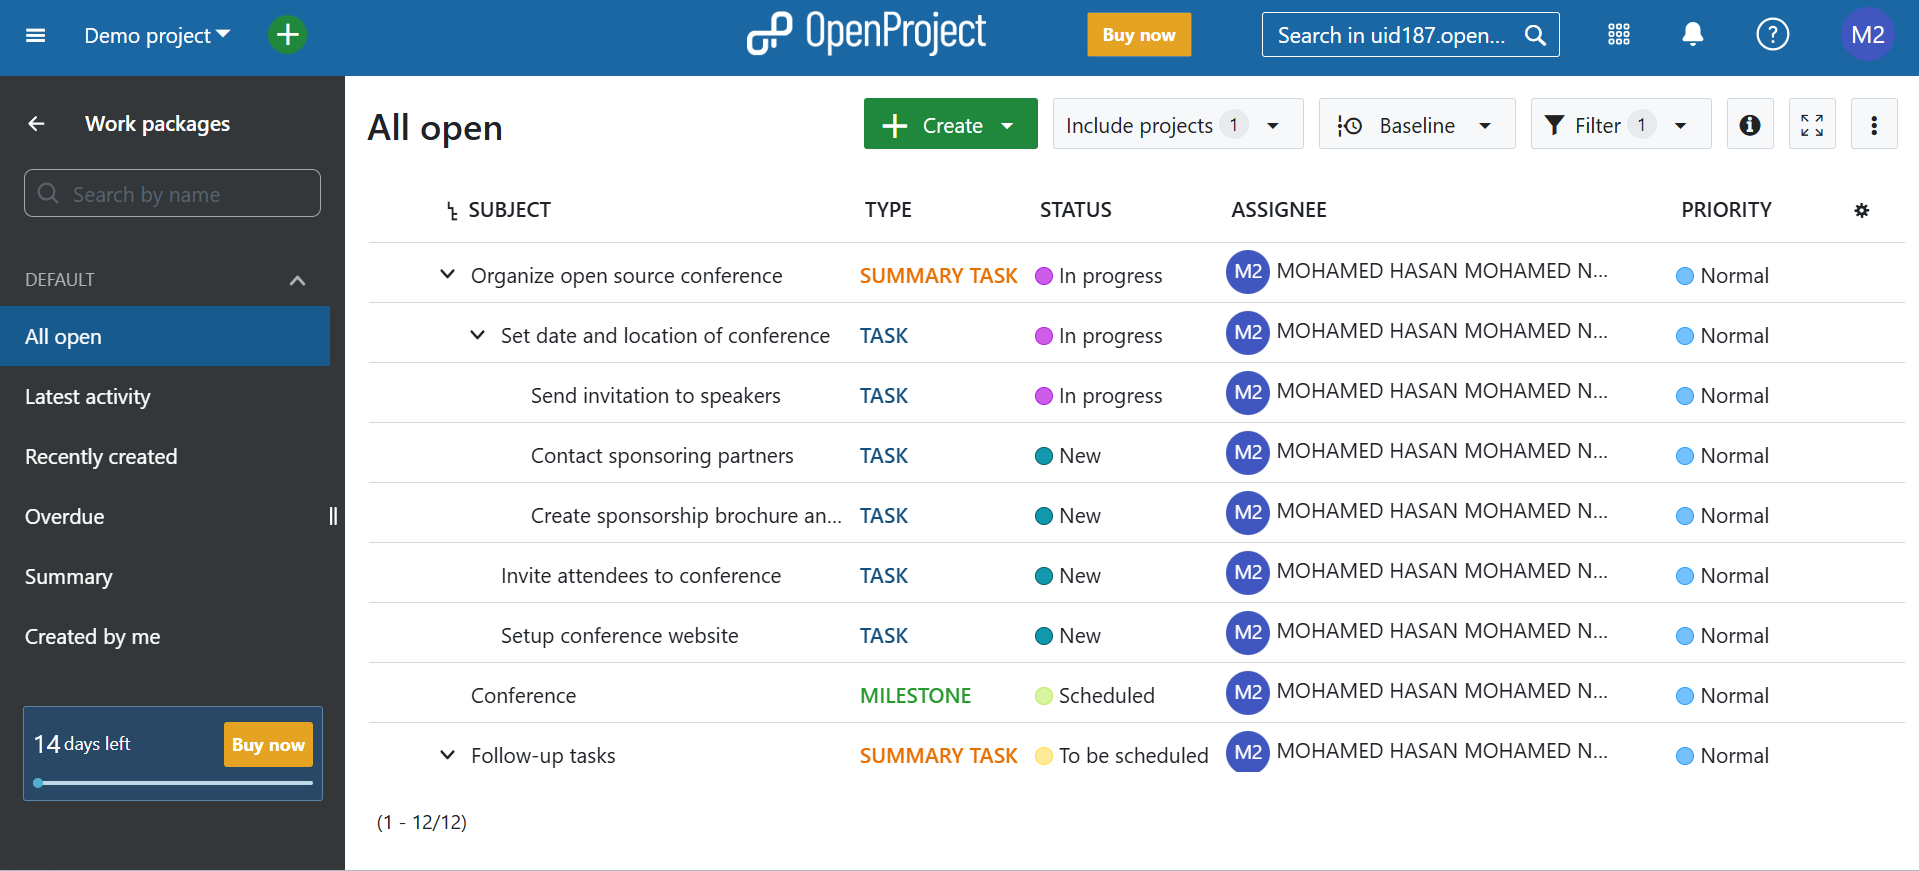 Demo project
OpenProject
Buy now
Search in uid187.open...
M2
Work packages
Search by name
DEFAULT
All open
Latest activity
Recently created
Overdue
Summary
Created by me
14 days left
Buy now
All open
Create
Include projects 1
Baseline
Filter 1
SUBJECT TYPE STATUS ASSIGNEE PRIORITY
Organize open source conference SUMMARY TASK In progress M2 MOHAMED HASAN MOHAMED N... Normal
Set date and location of conference TASK In progress M2 MOHAMED HASAN MOHAMED N... Normal
Send invitation to speakers TASK In progress M2 MOHAMED HASAN MOHAMED N... Normal
Contact sponsoring partners TASK New M2 MOHAMED HASAN MOHAMED N... Normal
Create sponsorship brochure an... TASK New M2 MOHAMED HASAN MOHAMED N... Normal
Invite attendees to conference TASK New M2 MOHAMED HASAN MOHAMED N... Normal
Setup conference website TASK New M2 MOHAMED HASAN MOHAMED N... Normal
Conference MILESTONE Scheduled M2 MOHAMED HASAN MOHAMED N... Normal
Follow-up tasks SUMMARY TASK To be scheduled M2 MOHAMED HASAN MOHAMED N... Normal
(1 - 12/12)